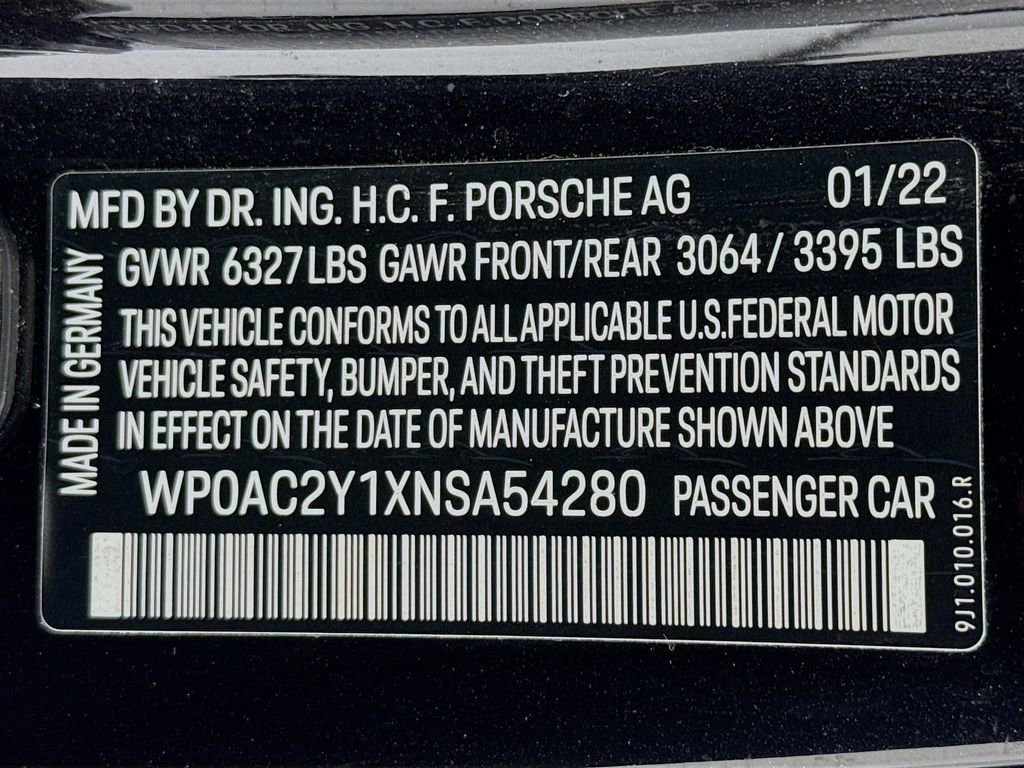 MFD BY DR. ING. H.C. F. PORSCHE AG 01/22
GVWR 6327 LBS GAWR FRONT/REAR 3064 / 3395 LBS
THIS VEHICLE CONFORMS TO ALL APPLICABLE U.S.FEDERAL MOTOR
VEHICLE SAFETY, BUMPER, AND THEFT PREVENTION STANDARDS
IN EFFECT ON THE DATE OF MANUFACTURE SHOWN ABOVE
WP0AC2Y1XNSA54280 PASSENGER CAR
MADE IN GERMANY
9J1.010.016.R